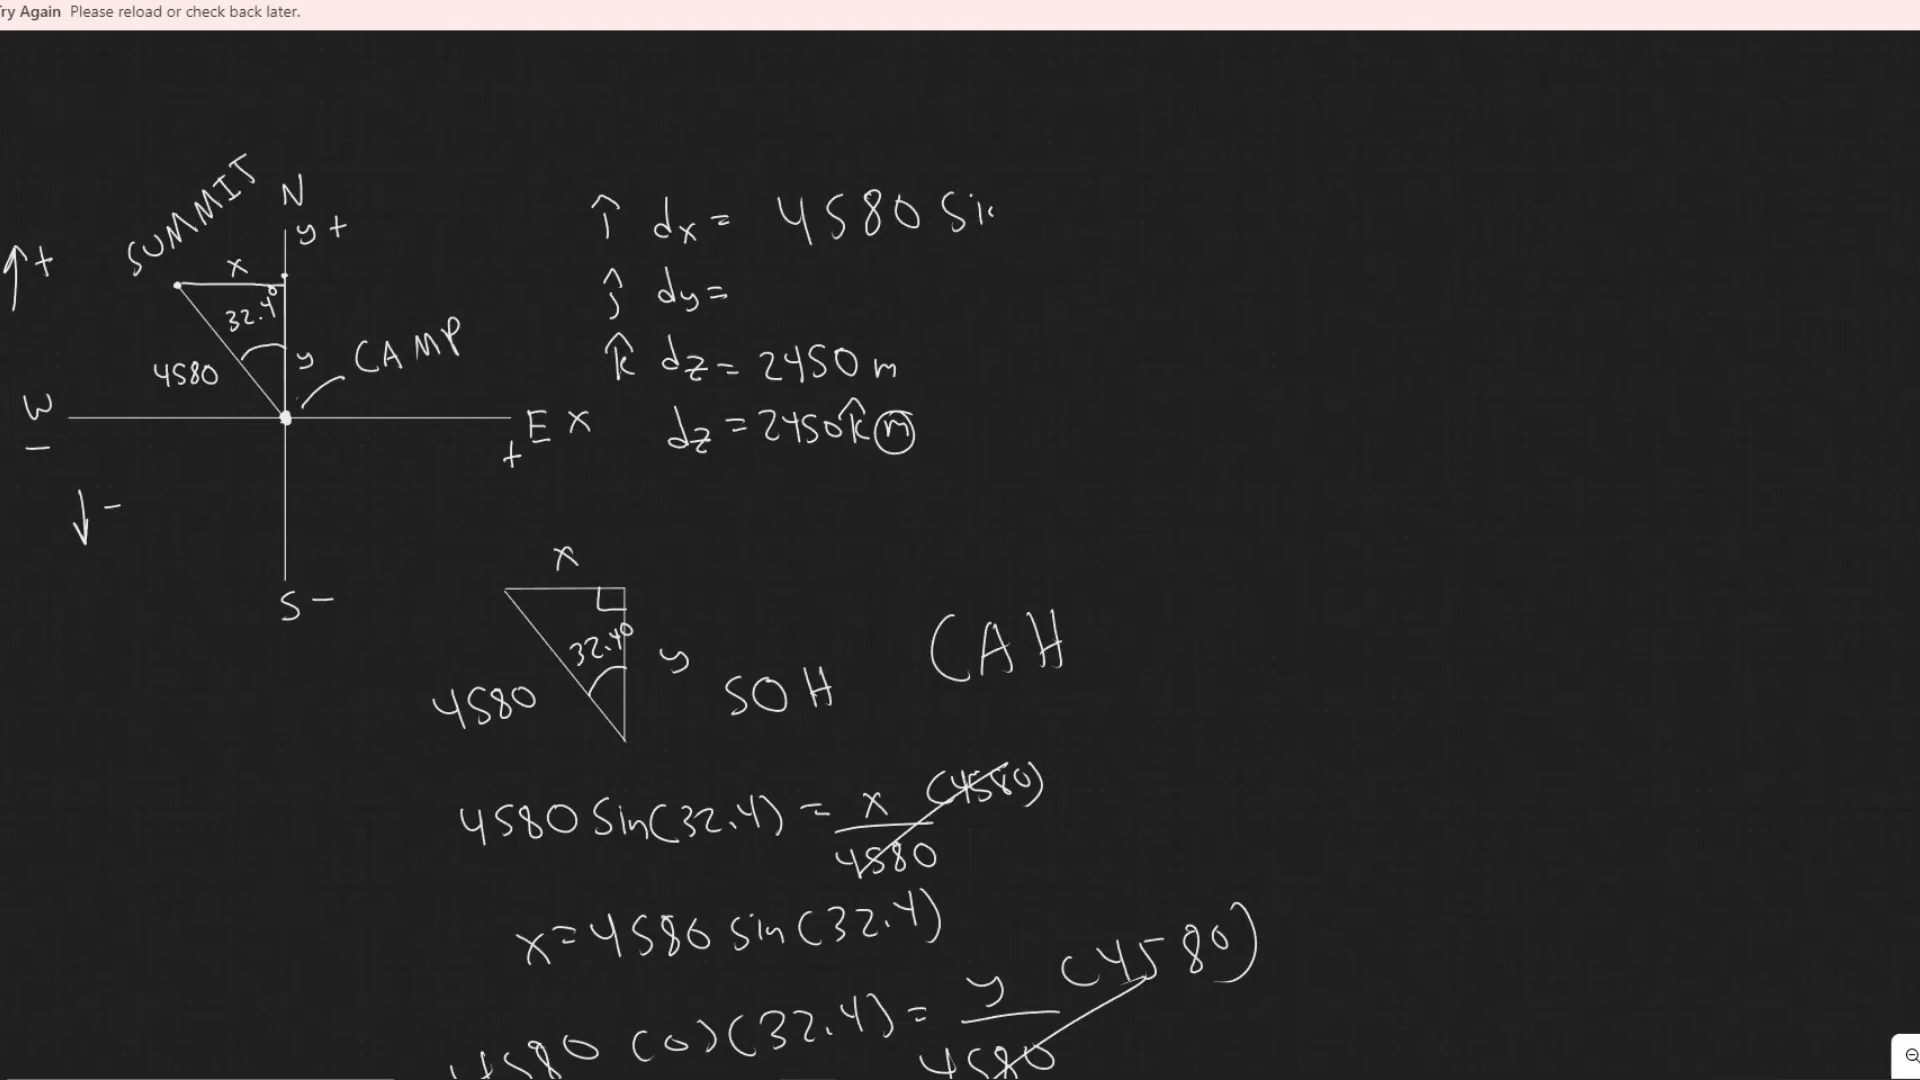 Try Again Please reload or check back later.
SUMMIT
N
y +
+
x
32.4°
4580
y
CAMP
W
−
+
E X
−
S −
î dx = 4580 Si
ĵ dy =
k̂ dz = 2450 m
dz = 2450 k̂ m
x
32.4°
y
4580
SOH
CAH
4580 Sin(32.4) = x (4580)
4580
x = 4580 sin(32.4)
4580 cos(32.4) = y (4580)
4580